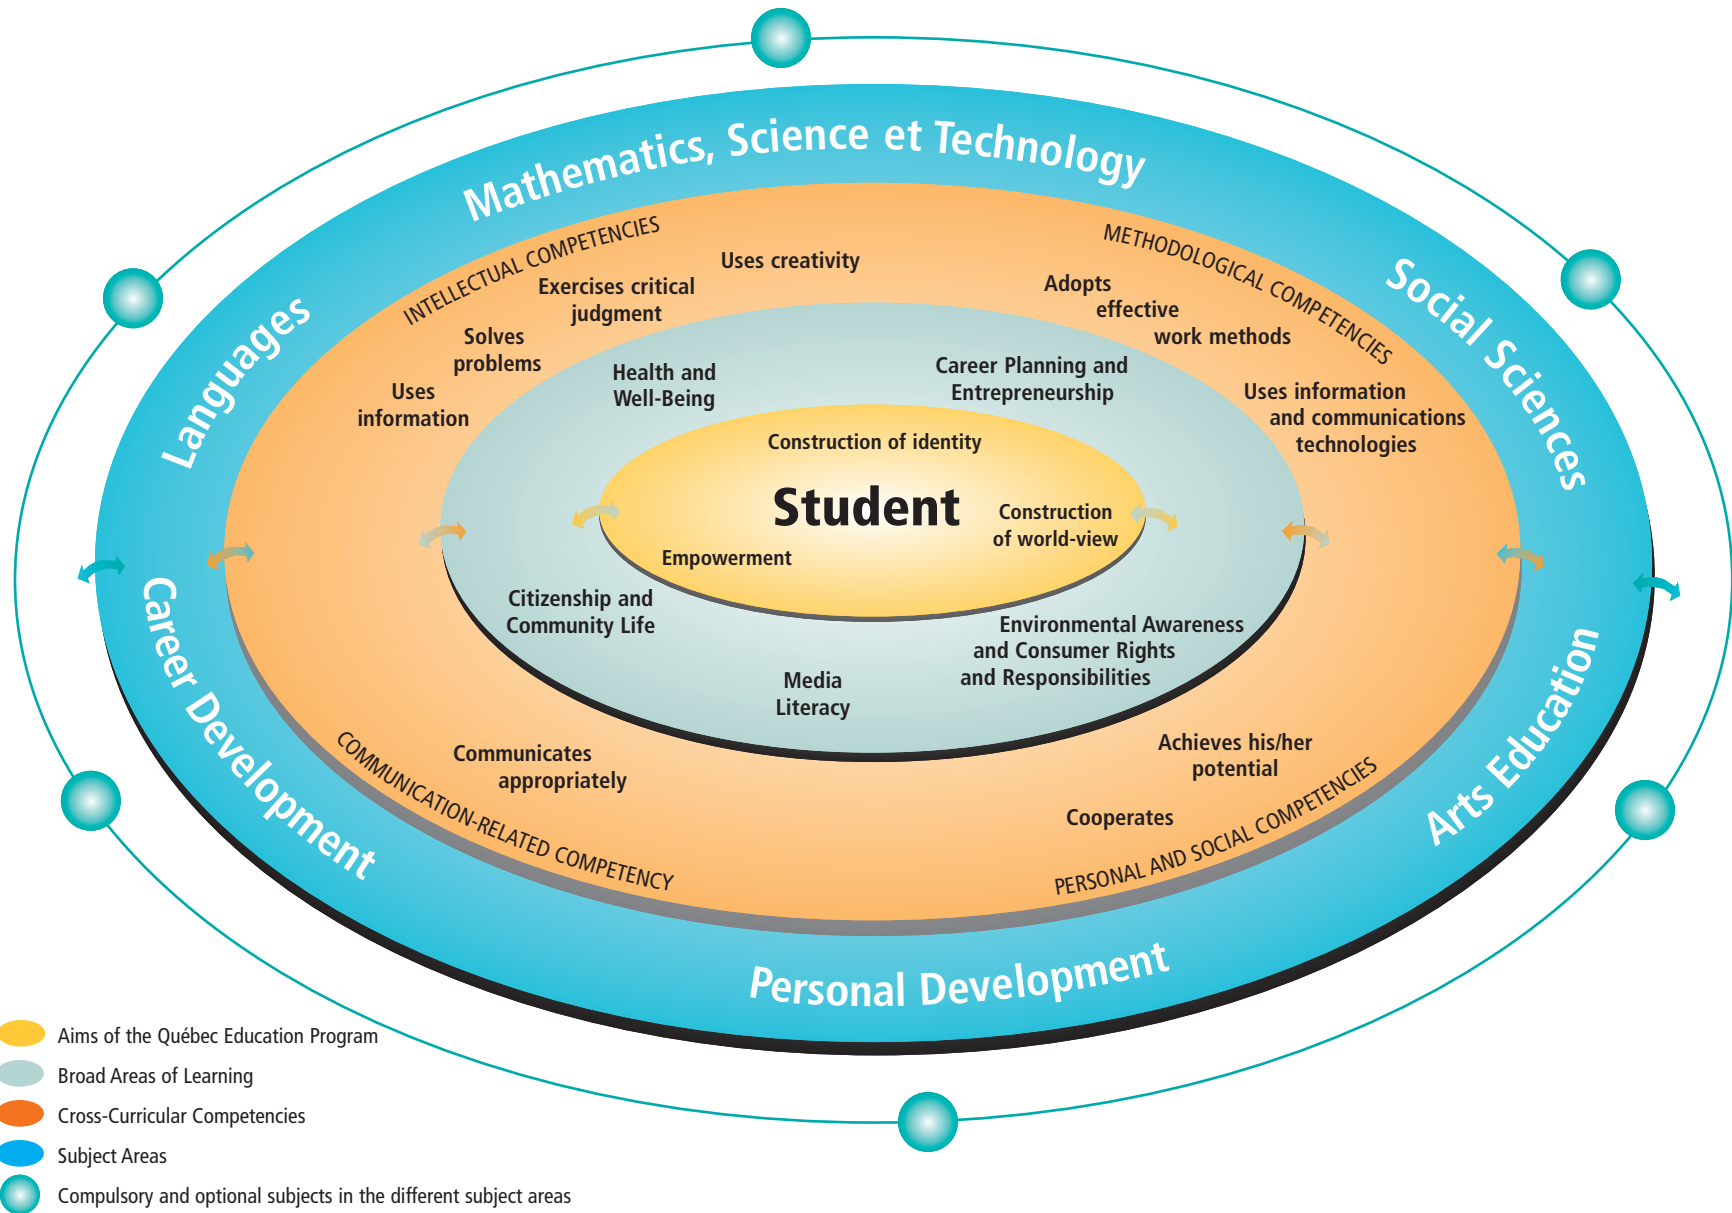 Mathematics, Science et Technology
Languages
Social Sciences
Career Development
Arts Education
Personal Development
INTELLECTUAL COMPETENCIES
Uses creativity
Exercises critical
judgment
Solves
problems
Uses
information
METHODOLOGICAL COMPETENCIES
Adopts
effective
work methods
Uses information
and communications
technologies
COMMUNICATION-RELATED COMPETENCY
Communicates
appropriately
PERSONAL AND SOCIAL COMPETENCIES
Achieves his/her
potential
Cooperates
Health and
Well-Being
Career Planning and
Entrepreneurship
Citizenship and
Community Life
Media
Literacy
Environmental Awareness
and Consumer Rights
and Responsibilities
Construction of identity
Student
Construction
of world-view
Empowerment
Aims of the Québec Education Program
Broad Areas of Learning
Cross-Curricular Competencies
Subject Areas
Compulsory and optional subjects in the different subject areas